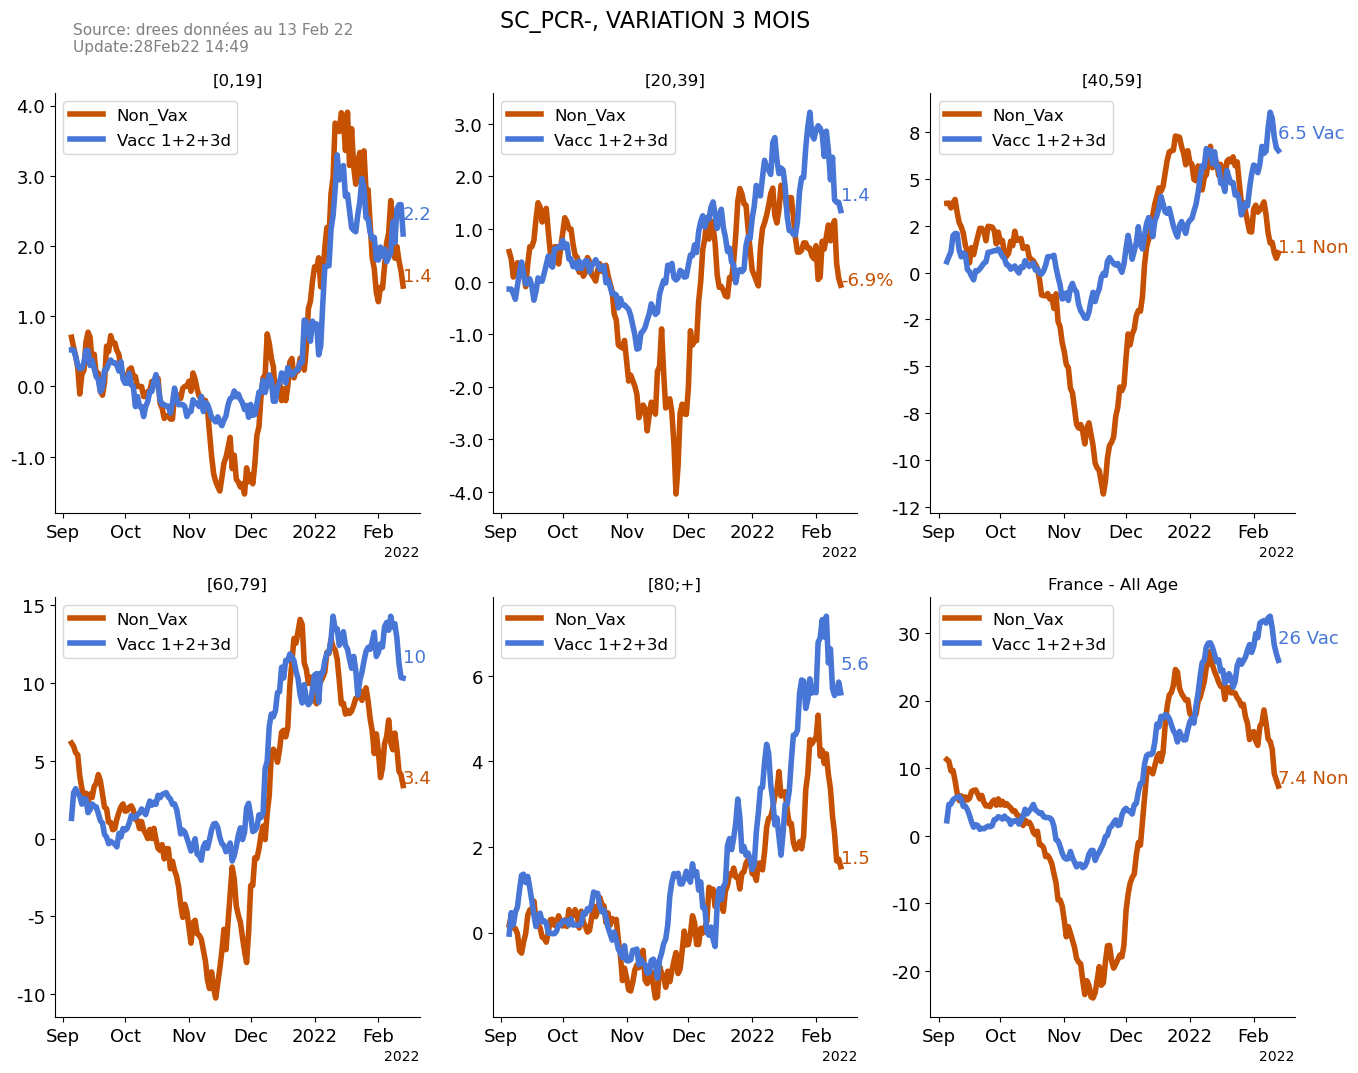 SC_PCR-, VARIATION 3 MOIS
Source: drees données au 13 Feb 22
Update:28Feb22 14:49
[0,19]
Non_Vax
Vacc 1+2+3d
4.0
3.0
2.0
1.0
0.0
-1.0
2.2
1.4
Sep Oct Nov Dec 2022 Feb
2022
[20,39]
Non_Vax
Vacc 1+2+3d
3.0
2.0
1.0
0.0
-1.0
-2.0
-3.0
-4.0
1.4
-6.9%
Sep Oct Nov Dec 2022 Feb
2022
[40,59]
Non_Vax
Vacc 1+2+3d
8
5
2
0
-2
-5
-8
-10
-12
6.5 Vac
1.1 Non
Sep Oct Nov Dec 2022 Feb
2022
[60,79]
Non_Vax
Vacc 1+2+3d
15
10
5
0
-5
-10
10
3.4
Sep Oct Nov Dec 2022 Feb
2022
[80;+]
Non_Vax
Vacc 1+2+3d
6
4
2
0
5.6
1.5
Sep Oct Nov Dec 2022 Feb
2022
France - All Age
Non_Vax
Vacc 1+2+3d
30
20
10
0
-10
-20
26 Vac
7.4 Non
Sep Oct Nov Dec 2022 Feb
2022